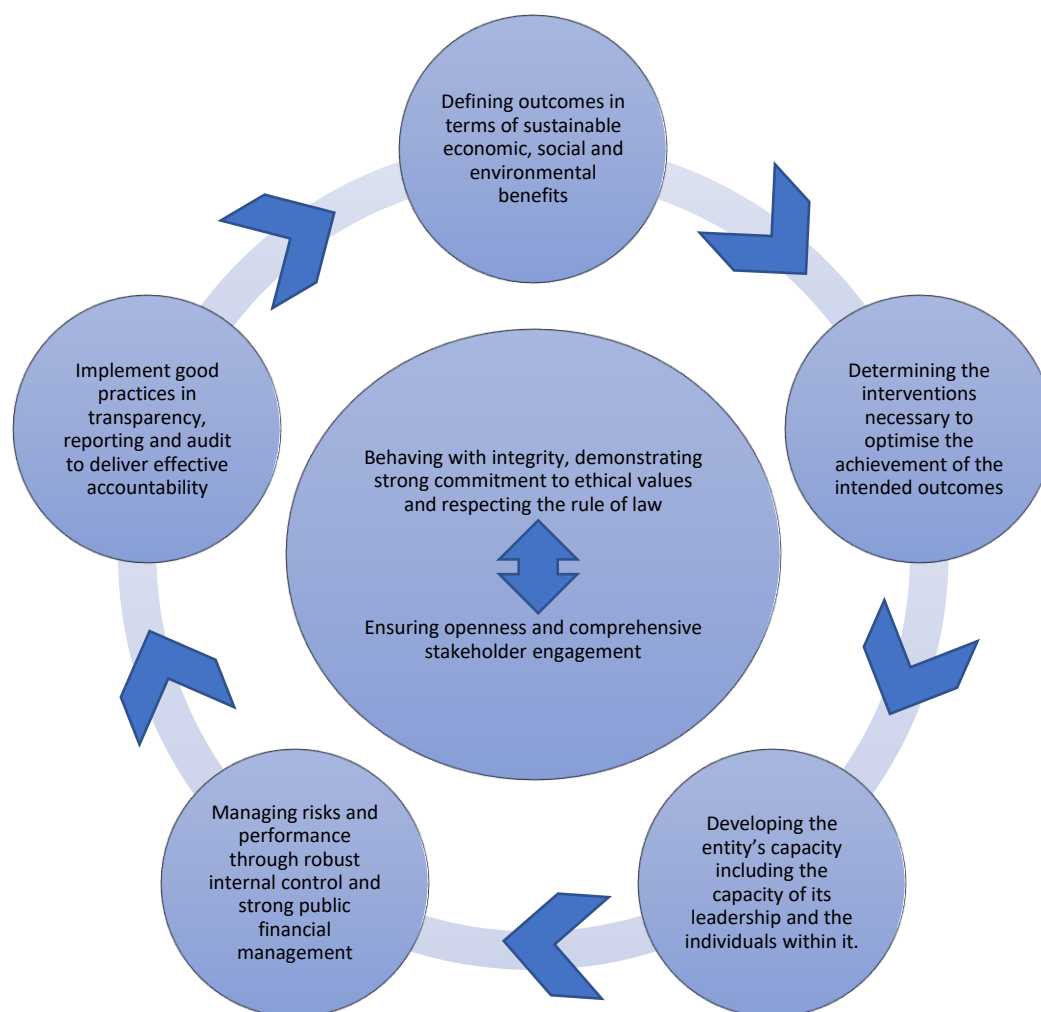 Defining outcomes in
terms of sustainable
economic, social and
environmental
benefits
Determining the
interventions
necessary to
optimise the
achievement of the
intended outcomes
Developing the
entity’s capacity
including the
capacity of its
leadership and the
individuals within it.
Managing risks and
performance
through robust
internal control and
strong public
financial
management
Implement good
practices in
transparency,
reporting and audit
to deliver effective
accountability
Behaving with integrity, demonstrating
strong commitment to ethical values
and respecting the rule of law
Ensuring openness and comprehensive
stakeholder engagement